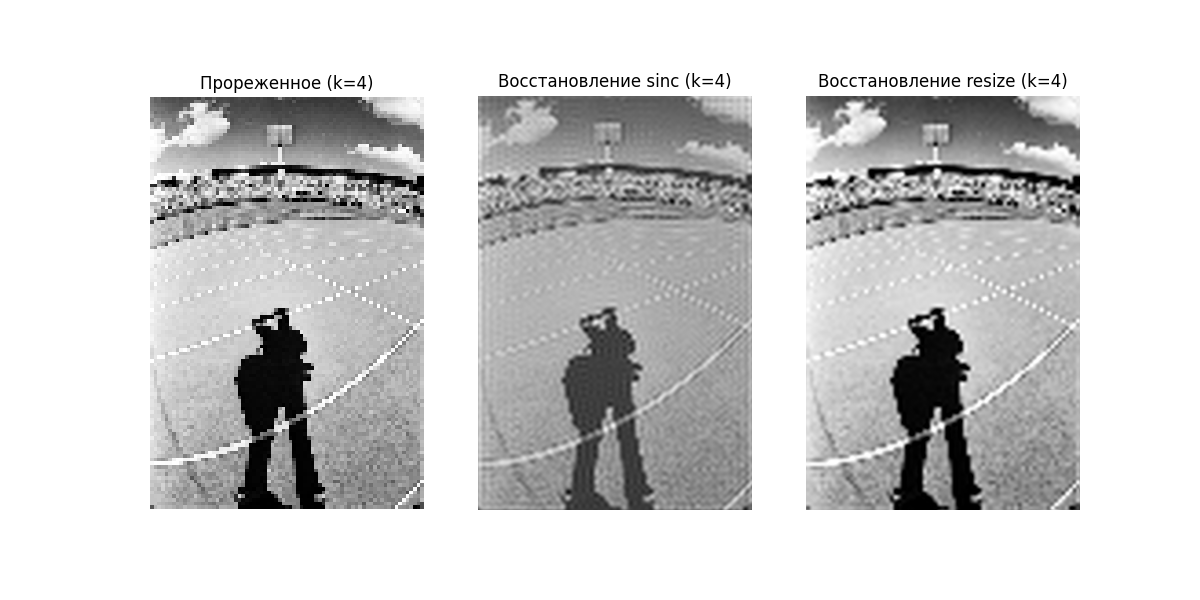 Прореженное (k=4)
Восстановление sinc (k=4)
Восстановление resize (k=4)